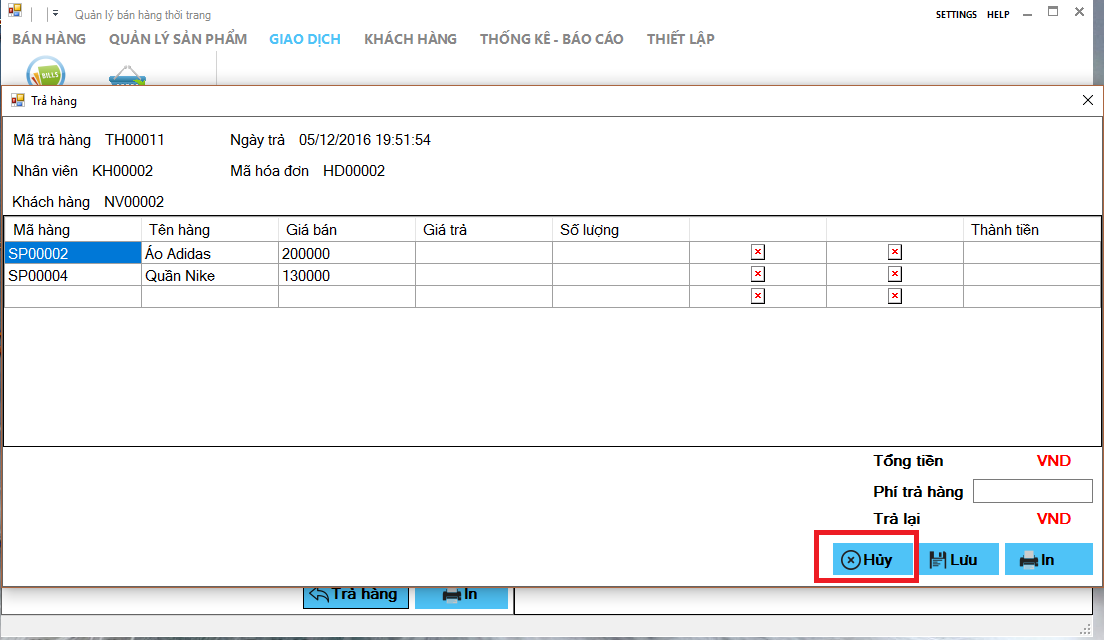 Quản lý bán hàng thời trang SETTINGS HELP
BÁN HÀNG QUẢN LÝ SẢN PHẨM GIAO DỊCH KHÁCH HÀNG THỐNG KÊ - BÁO CÁO THIẾT LẬP
BILLS
Trả hàng
Mã trả hàng TH00011 Ngày trả 05/12/2016 19:51:54
Nhân viên KH00002 Mã hóa đơn HD00002
Khách hàng NV00002
Mã hàng Tên hàng Giá bán Giá trả Số lượng Thành tiền
SP00002 Áo Adidas 200000
SP00004 Quần Nike 130000
Tổng tiền VND
Phí trả hàng
Trả lại VND
Hủy Lưu In
Trả hàng In